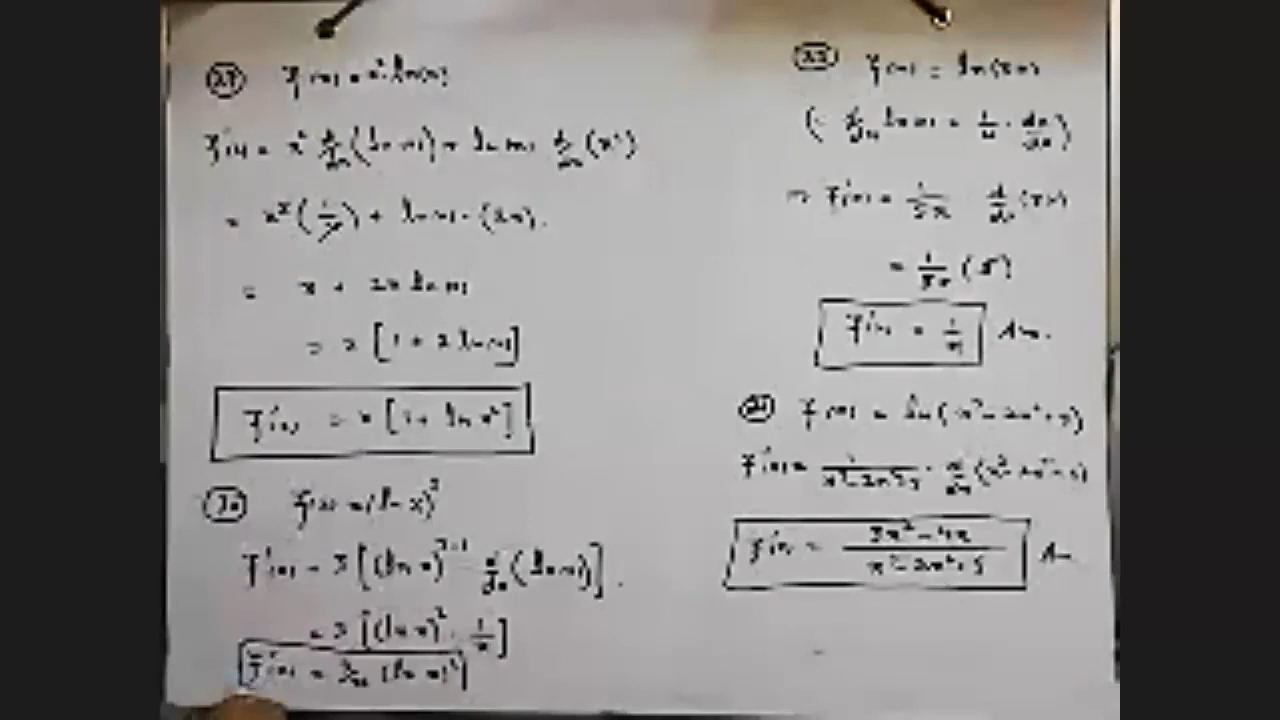 (29) f(x) = x² ln(x)
f'(x) = x² d/dx (ln x) + ln(x) d/dx (x²)
= x² (1/x) + ln(x) · (2x).
= x + 2x ln(x)
= x [1 + 2 ln(x)]
f'(x) = x [1 + ln x²]
(30) f(x) = (ln x)³
f'(x) = 3 [(ln x)³⁻¹ · d/dx (ln(x))].
= 3 [(ln x)² · 1/x]
f'(x) = 3/x (ln x)²
f(x) = ln(5x)
(∵ d/dx ln(u) = 1/u · du/dx)
⇒ f'(x) = 1/5x · d/dx (5x)
= 1/5x (5)
f'(x) = 1/x Ans.
f(x) = ln(x³ - 2x² + 5)
f'(x) = 1/x³ - 2x² + 5 · d/dx (x³ - 2x² + 5)
f'(x) = 3x² - 4x / x³ - 2x² + 5